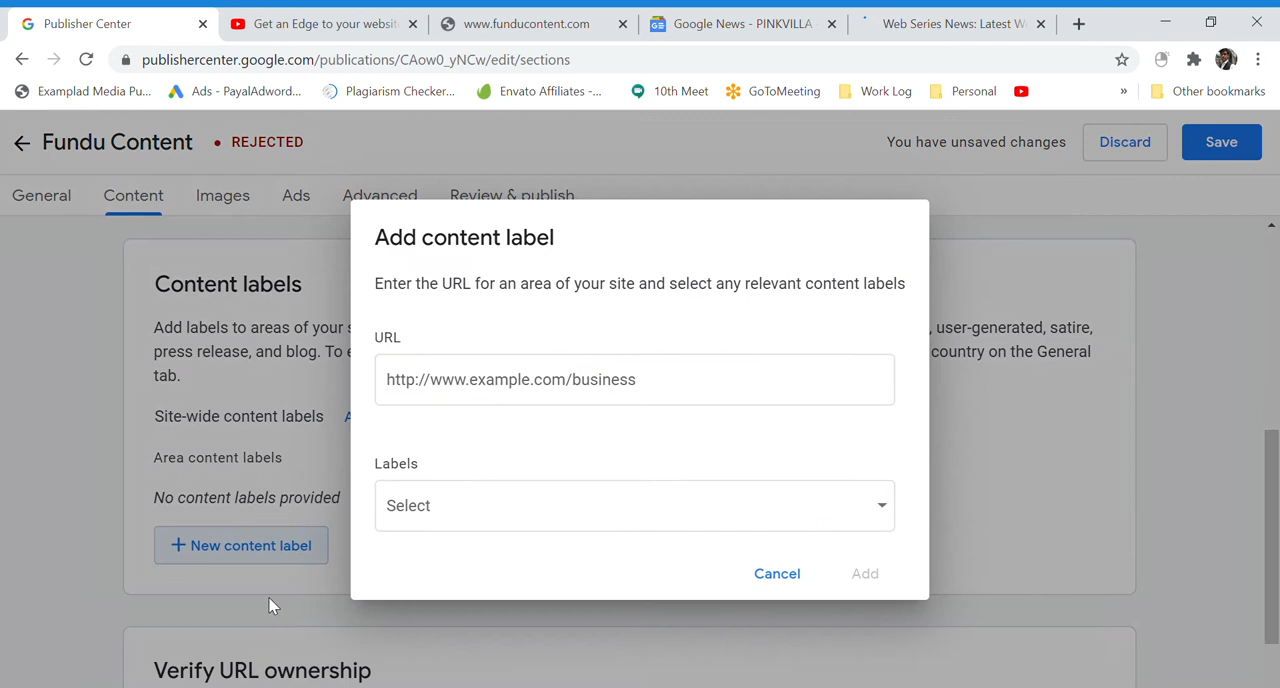 Publisher Center
Get an Edge to your websit
www.funducontent.com
Google News - PINKVILLA -
Web Series News: Latest W
publishercenter.google.com/publications/CAow0_yNCw/edit/sections
Examplad Media Pu...
Ads - PayalAdword...
Plagiarism Checker...
Envato Affiliates -...
10th Meet
GoToMeeting
Work Log
Personal
»
Other bookmarks
Fundu Content • REJECTED
You have unsaved changes
Discard
Save
General
Content
Images
Ads
Advanced
Review & publish
Content labels
Add labels to areas of your s , user-generated, satire,
press release, and blog. To e country on the General
tab.
Site-wide content labels A
Area content labels
No content labels provided
+ New content label
Add content label
Enter the URL for an area of your site and select any relevant content labels
URL
http://www.example.com/business
Labels
Select
Cancel
Add
Verify URL ownership